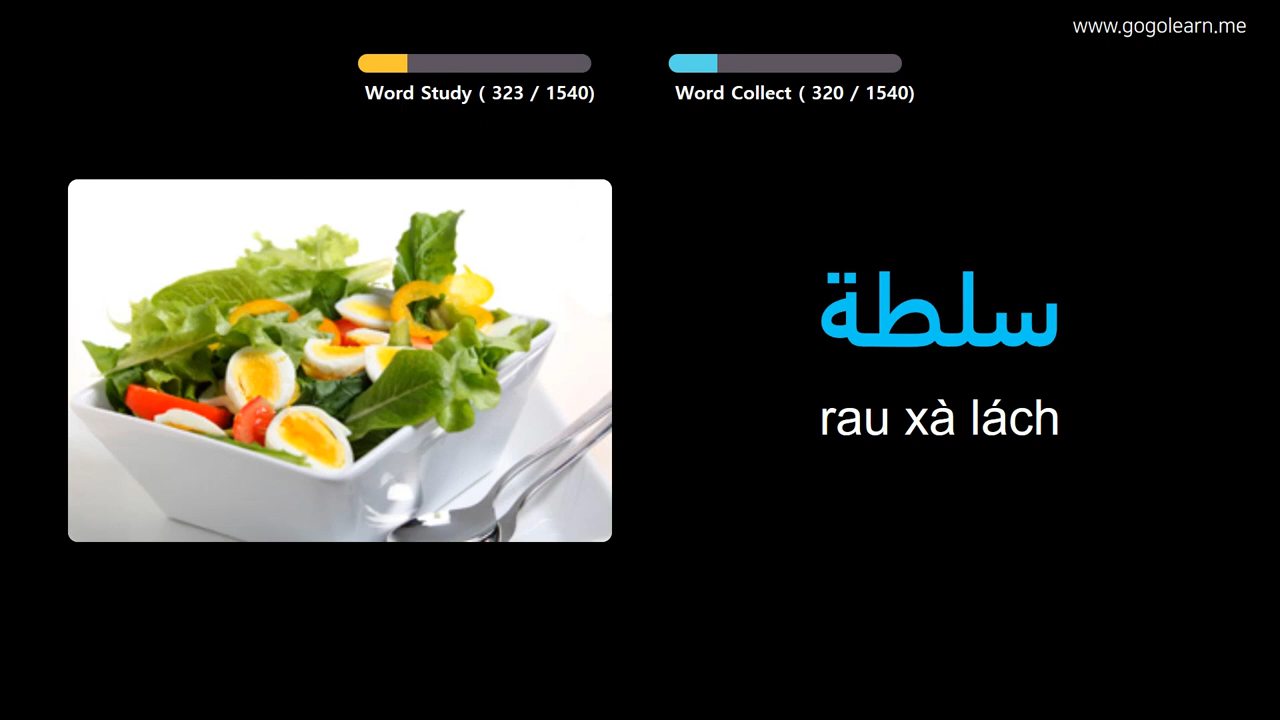 www.gogolearn.me
Word Study ( 323 / 1540)
Word Collect ( 320 / 1540)
سلطة
rau xà lách